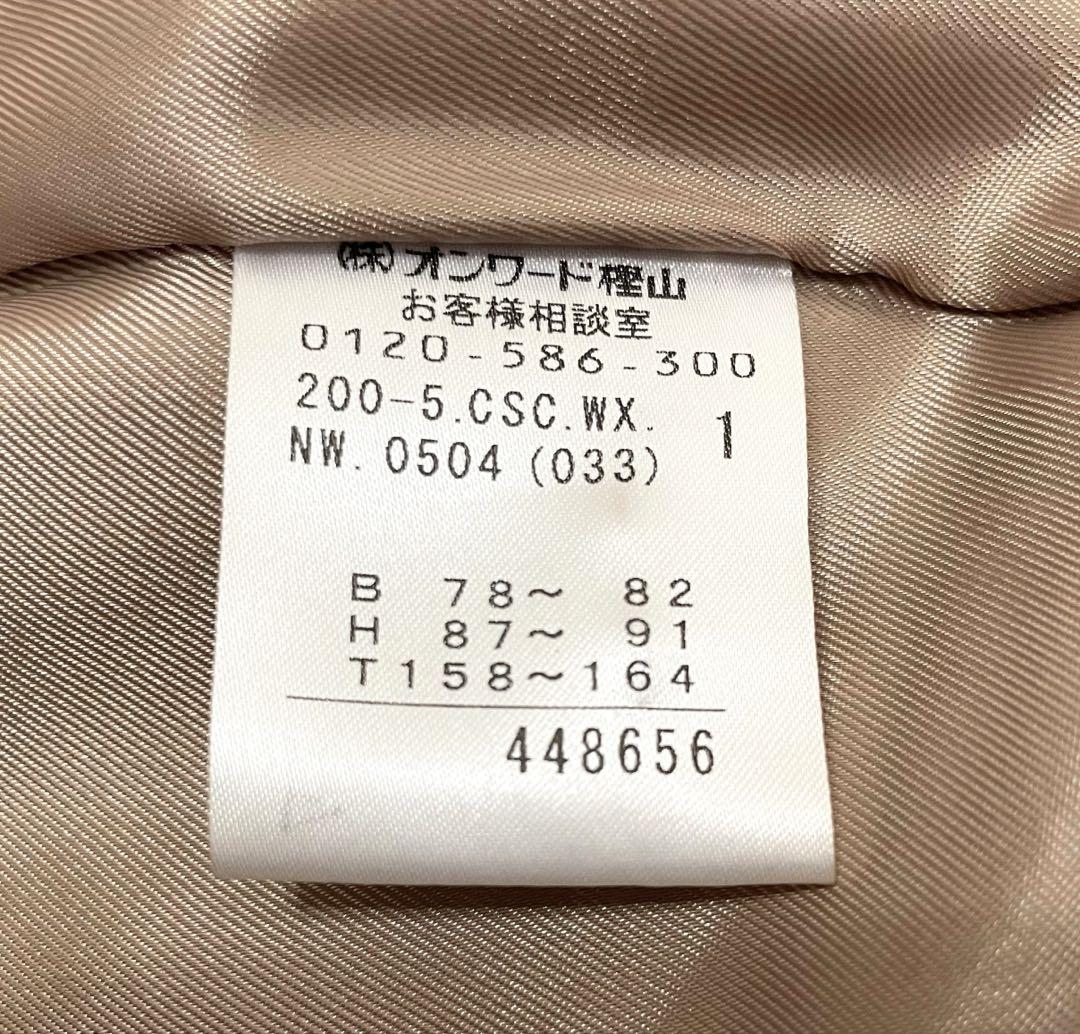 (株)オンワード樫山
お客様相談室
0120-586-300
200-5.CSC.WX. 1
NW. 0504 (033)
B 78～ 82
H 87～ 91
T158～164
448656